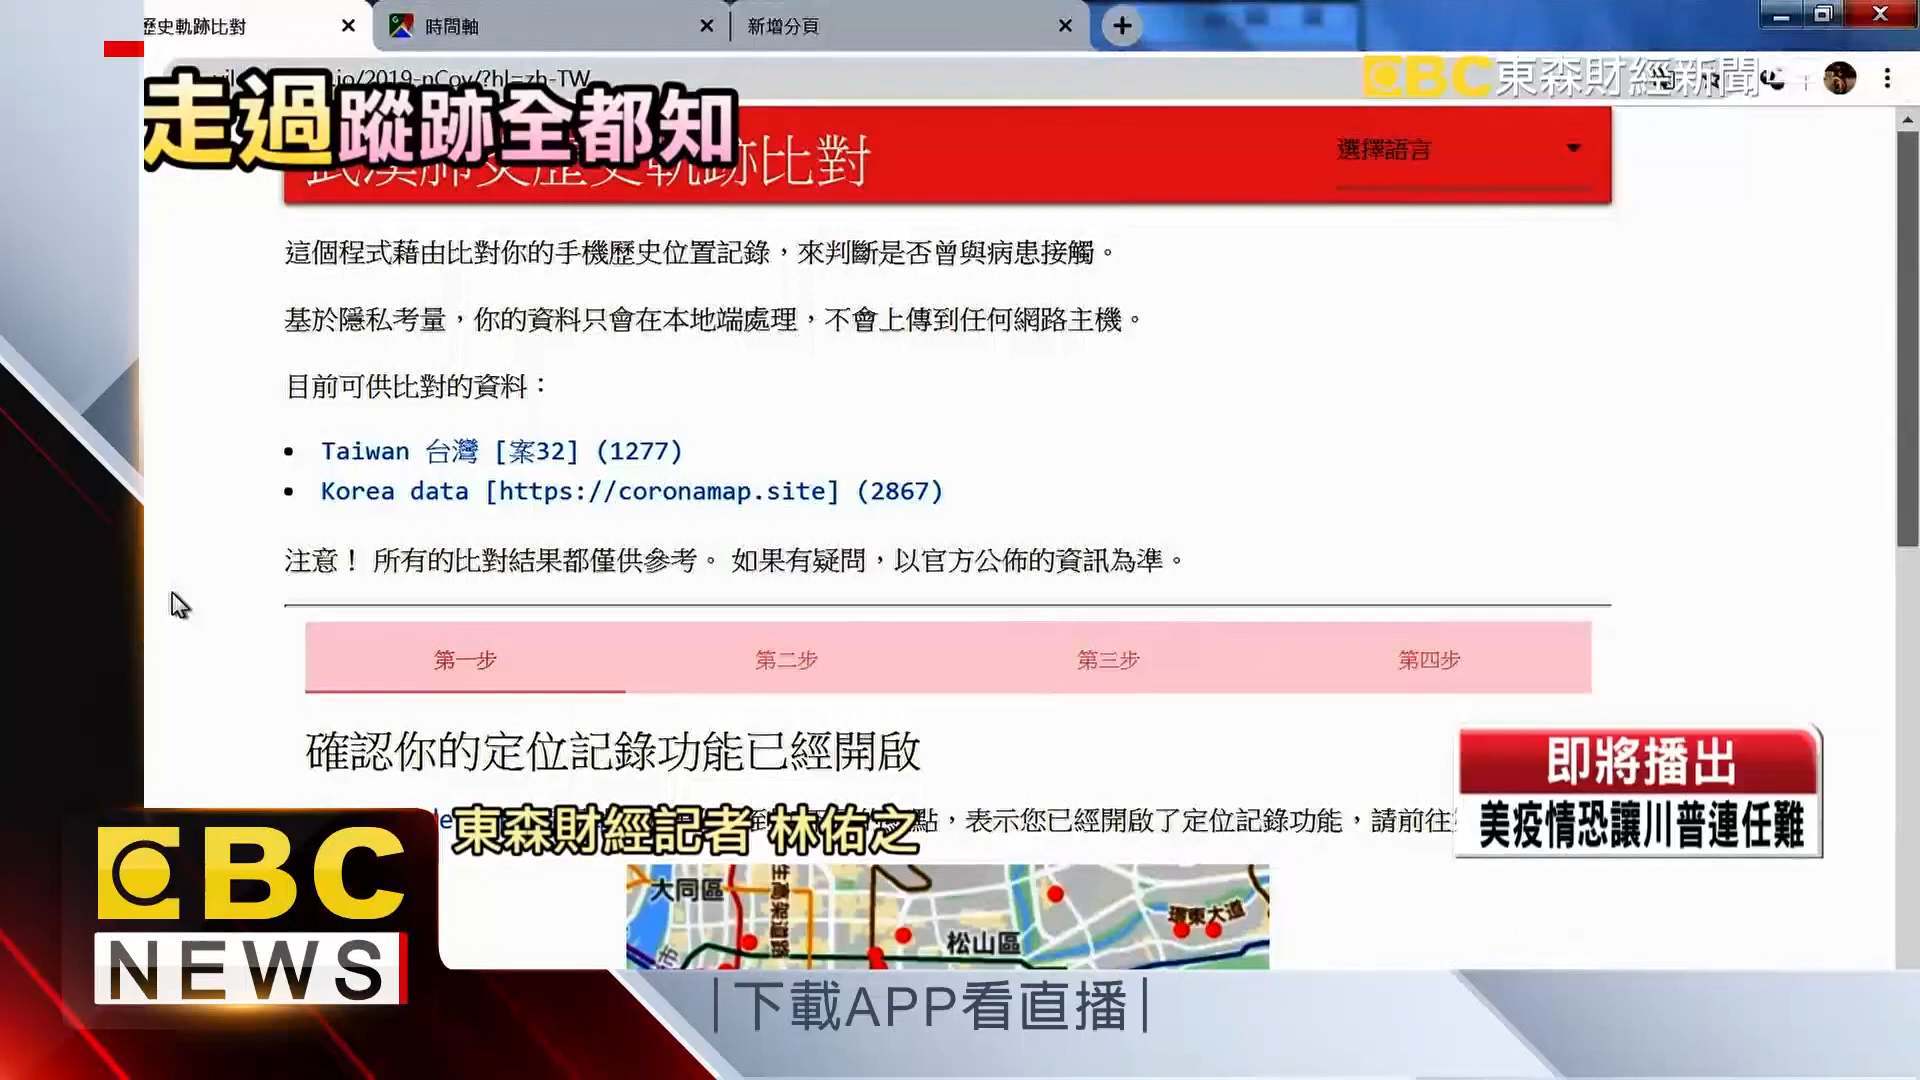 歷史軌跡比對
時間軸
新增分頁
io/2019-nCov/?hl=zh-TW
EBC東森財經新聞
走過蹤跡全都知
武漢肺炎歷史軌跡比對
選擇語言
這個程式藉由比對你的手機歷史位置記錄，來判斷是否曾與病患接觸。
基於隱私考量，你的資料只會在本地端處理，不會上傳到任何網路主機。
目前可供比對的資料：
Taiwan 台灣 [案32] (1277)
Korea data [https://coronamap.site] (2867)
注意！ 所有的比對結果都僅供參考。 如果有疑問，以官方公佈的資訊為準。
第一步
第二步
第三步
第四步
確認你的定位記錄功能已經開啟
即將播出
美疫情恐讓川普連任難
點，表示您已經開啟了定位記錄功能，請前往
東森財經記者 林佑之
大同區
松山區
環東大道
EBC
NEWS
下載APP看直播